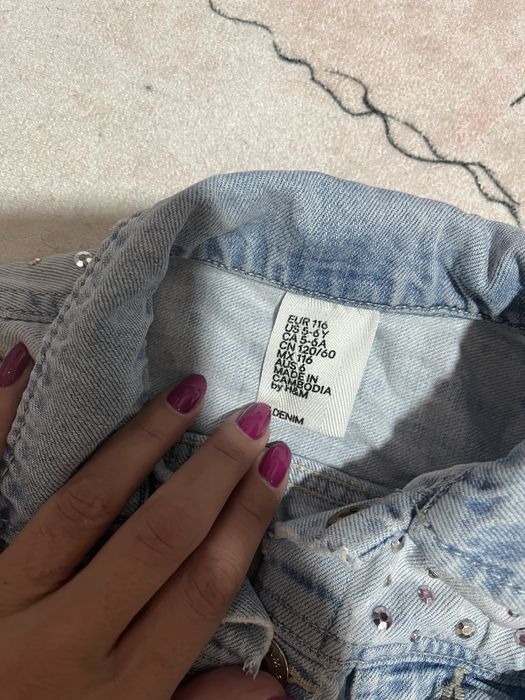 EUR 116
US 5-6 Y
CA 5-6A
CN 120/60
MX 116
AUS 6
MADE IN
CAMBODIA
by H&M
DENIM